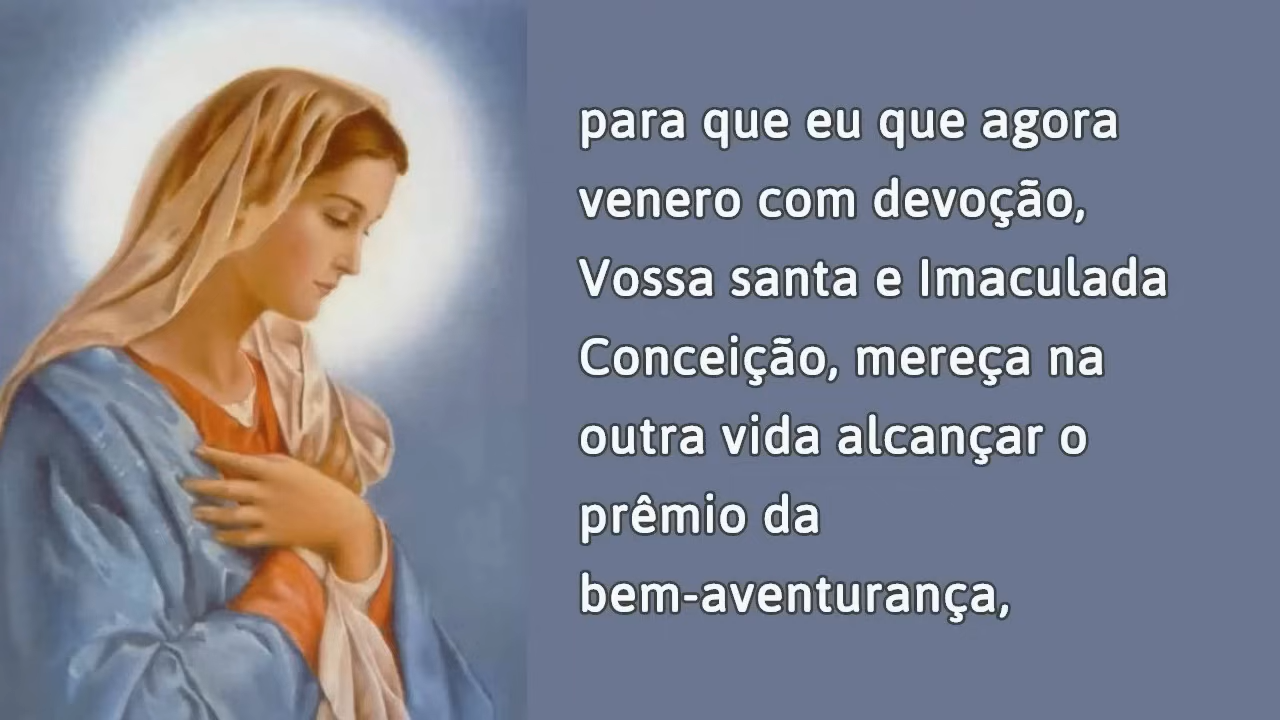 para que eu que agora
venero com devoção,
Vossa santa e Imaculada
Conceição, mereça na
outra vida alcançar o
prêmio da
bem-aventurança,